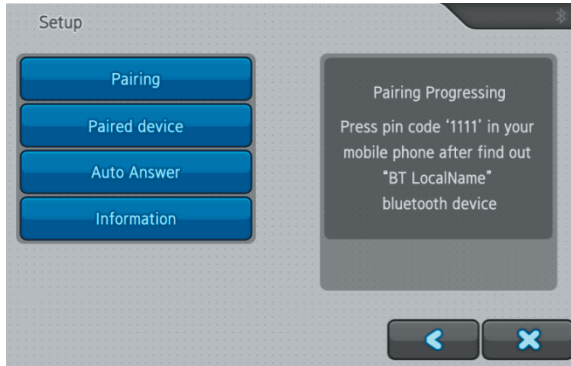 Setup
Pairing
Paired device
Auto Answer
Information
Pairing Progressing
Press pin code '1111' in your
mobile phone after find out
"BT LocalName"
bluetooth device